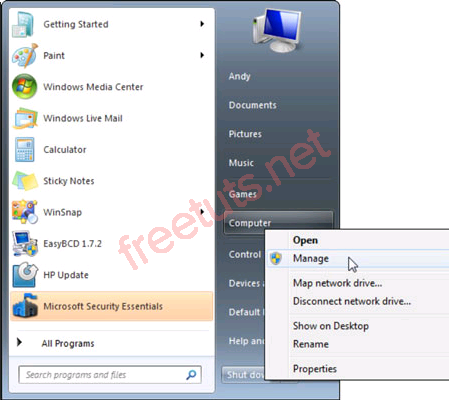 Getting Started
Paint
Windows Media Center
Windows Live Mail
Calculator
Sticky Notes
WinSnap
EasyBCD 1.7.2
HP Update
Microsoft Security Essentials
All Programs
Search programs and files
Andy
Documents
Pictures
Music
Games
Computer
Control
Devices a
Default
Help and
Shut dow
Open
Manage
Map network drive...
Disconnect network drive...
Show on Desktop
Rename
Properties
freetuts.net